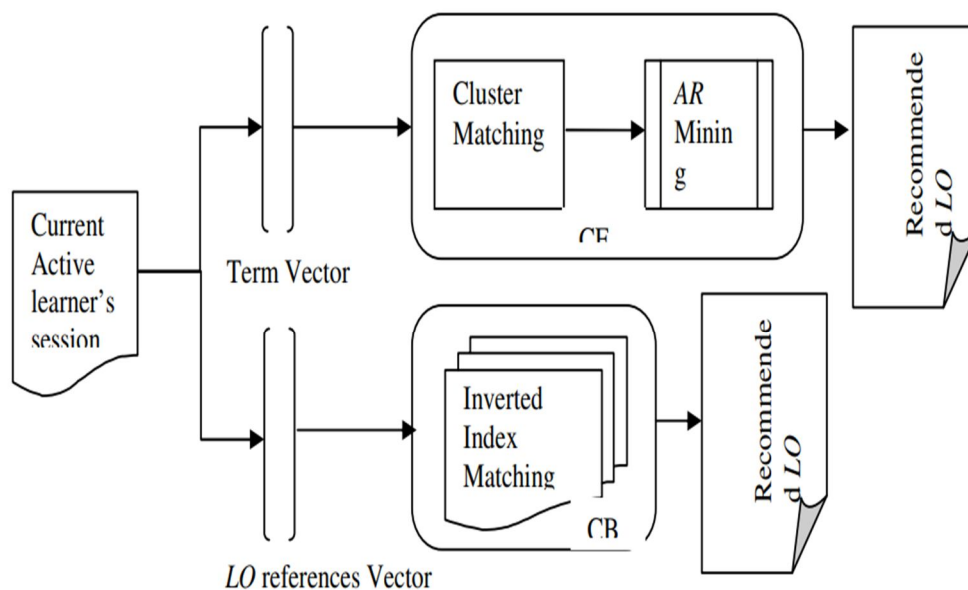 Current
Active
learner's
session
Term Vector
LO references Vector
Cluster
Matching
AR
Minin
g
CF
Recommende
d LO
Inverted
Index
Matching
CB
Recommende
d LO